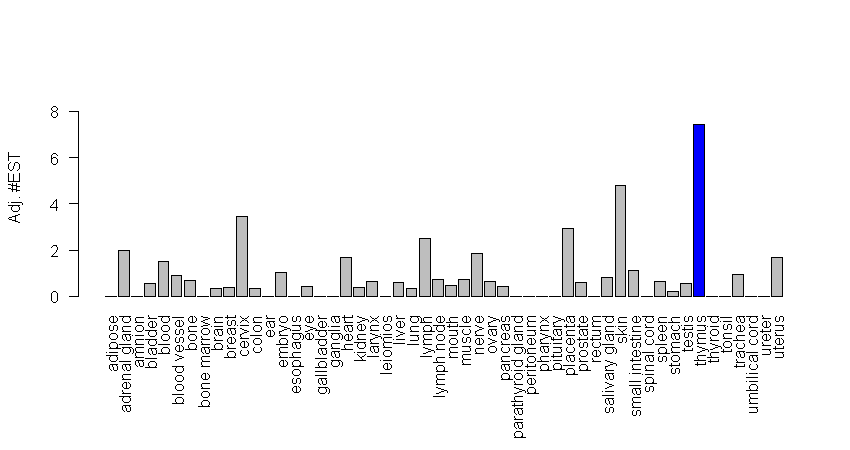 Adj. #EST
8
6
4
2
0
adipose
adrenal gland
amnion
bladder
blood
blood vessel
bone
bone marrow
brain
breast
cervix
colon
ear
embryo
esophagus
eye
gallbladder
ganglia
heart
kidney
larynx
leiomios
liver
lung
lymph
lymph node
mouth
muscle
nerve
ovary
pancreas
parathyroid gland
peritoneum
pharynx
pituitary
placenta
prostate
rectum
salivary gland
skin
small intestine
spinal cord
spleen
stomach
testis
thymus
thyroid
tonsil
trachea
umbilical cord
ureter
uterus